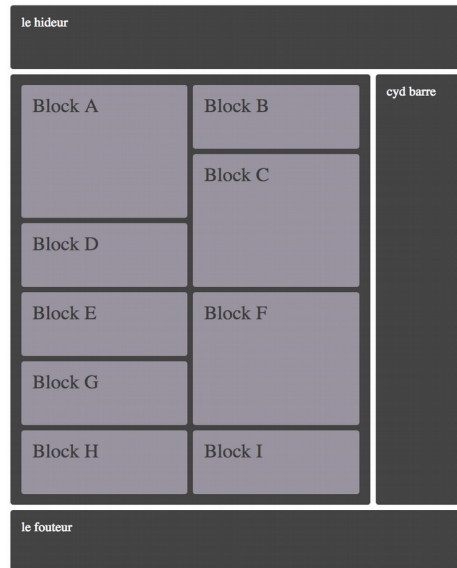 le hideur
Block A
Block B
cyd barre
Block C
Block D
Block E
Block F
Block G
Block H
Block I
le fouteur